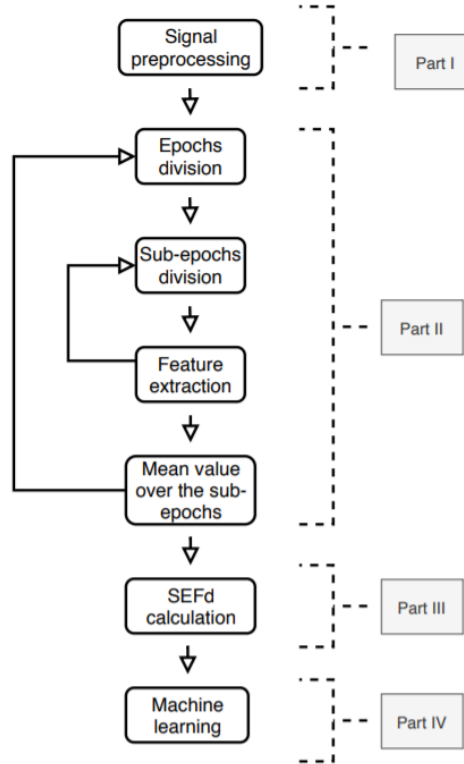 Signal
preprocessing
Part I
Epochs
division
Sub-epochs
division
Part II
Feature
extraction
Mean value
over the sub-
epochs
SEFd
calculation
Part III
Machine
learning
Part IV